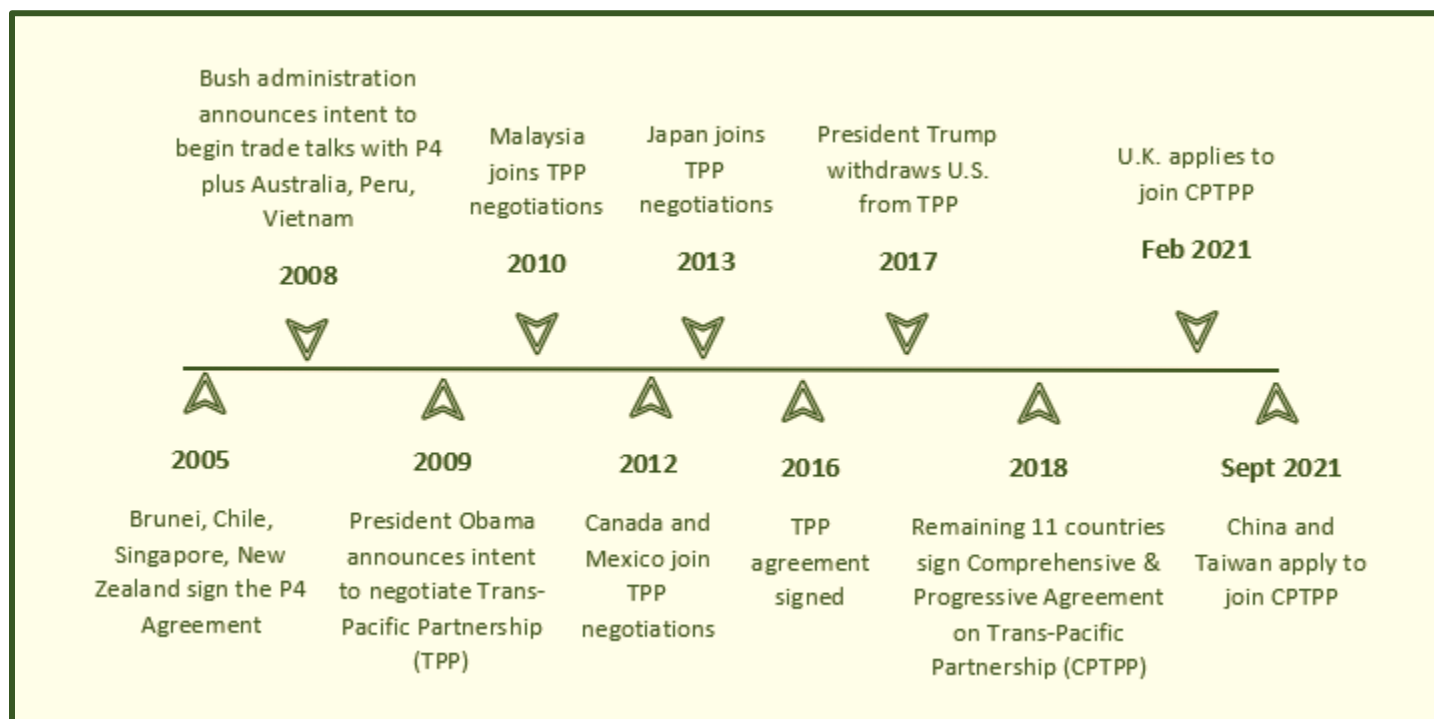 Bush administration
announces intent to
begin trade talks with P4
plus Australia, Peru,
Vietnam
2008
Malaysia
joins TPP
negotiations
2010
Japan joins
TPP
negotiations
2013
President Trump
withdraws U.S.
from TPP
2017
U.K. applies to
join CPTPP
Feb 2021
2005
Brunei, Chile,
Singapore, New
Zealand sign the P4
Agreement
2009
President Obama
announces intent
to negotiate Trans-
Pacific Partnership
(TPP)
2012
Canada and
Mexico join
TPP
negotiations
2016
TPP
agreement
signed
2018
Remaining 11 countries
sign Comprehensive &
Progressive Agreement
on Trans-Pacific
Partnership (CPTPP)
Sept 2021
China and
Taiwan apply to
join CPTPP